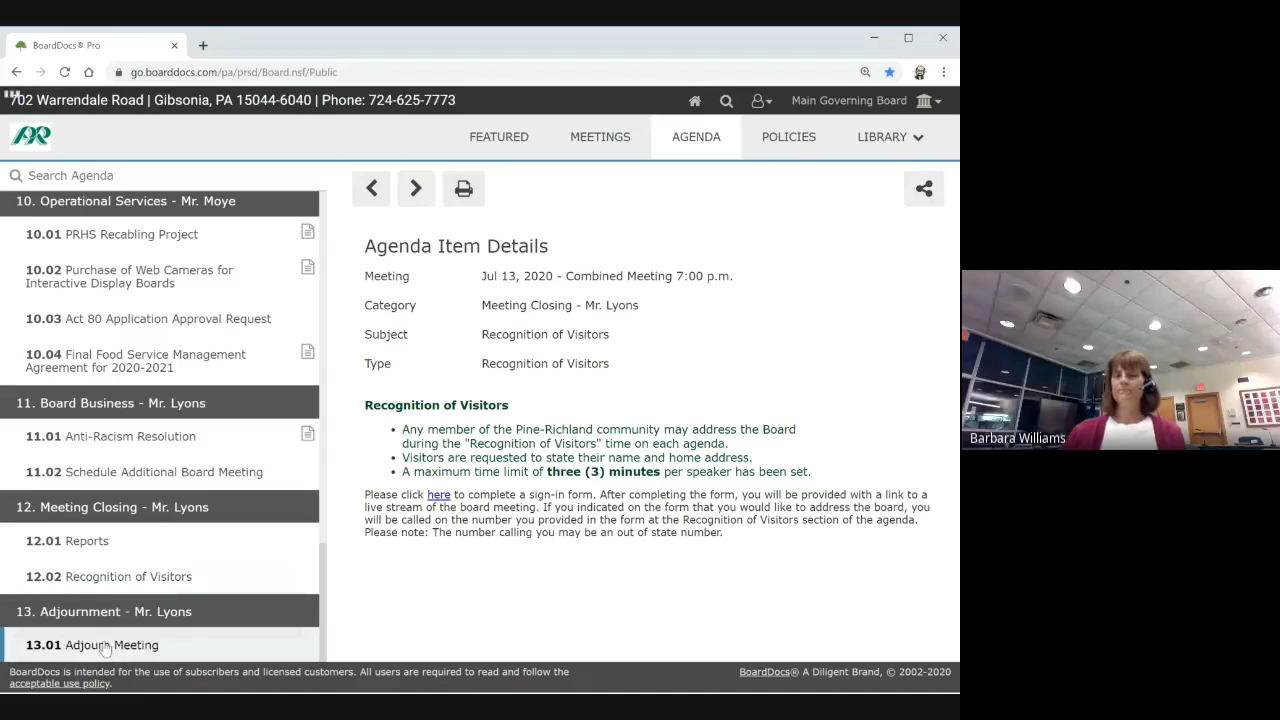 BoardDocs® Pro
go.boarddocs.com/pa/prsd/Board.nsf/Public
702 Warrendale Road | Gibsonia, PA 15044-6040 | Phone: 724-625-7773
Main Governing Board
PR
FEATURED
MEETINGS
AGENDA
POLICIES
LIBRARY
Search Agenda
10. Operational Services - Mr. Moye
10.01 PRHS Recabling Project
10.02 Purchase of Web Cameras for
Interactive Display Boards
10.03 Act 80 Application Approval Request
10.04 Final Food Service Management
Agreement for 2020-2021
11. Board Business - Mr. Lyons
11.01 Anti-Racism Resolution
11.02 Schedule Additional Board Meeting
12. Meeting Closing - Mr. Lyons
12.01 Reports
12.02 Recognition of Visitors
13. Adjournment - Mr. Lyons
13.01 Adjourn Meeting
Agenda Item Details
Meeting Jul 13, 2020 - Combined Meeting 7:00 p.m.
Category Meeting Closing - Mr. Lyons
Subject Recognition of Visitors
Type Recognition of Visitors
Recognition of Visitors
• Any member of the Pine-Richland community may address the Board
during the "Recognition of Visitors" time on each agenda.
• Visitors are requested to state their name and home address.
• A maximum time limit of three (3) minutes per speaker has been set.
Please click here to complete a sign-in form. After completing the form, you will be provided with a link to a
live stream of the board meeting. If you indicated on the form that you would like to address the board, you
will be called on the number you provided in the form at the Recognition of Visitors section of the agenda.
Please note: The number calling you may be an out of state number.
BoardDocs is intended for the use of subscribers and licensed customers. All users are required to read and follow the
acceptable use policy.
BoardDocs® A Diligent Brand, © 2002-2020
Barbara Williams